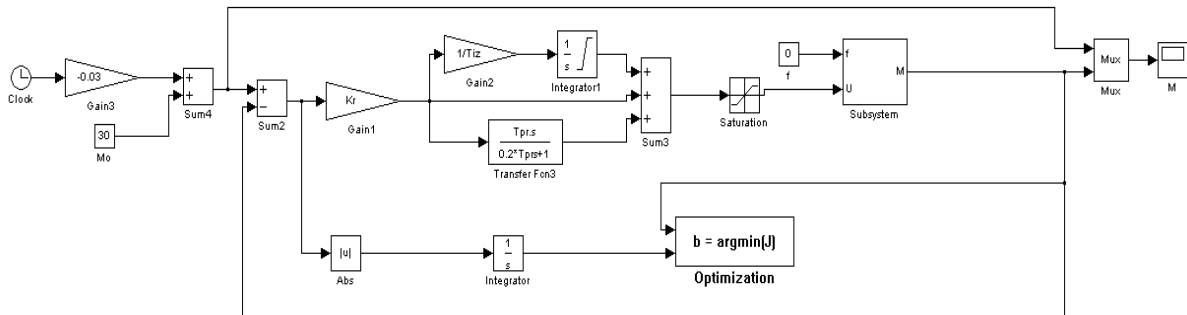 Clock
-0.03
Gain3
30
Mo
+
+
Sum4
+
−
Sum2
Kr
Gain1
1/Tiz
Gain2
1
s
Integrator1
Tpr.s
0.2*Tprs+1
Transfer Fcn3
+
+
+
Sum3
Saturation
0
f
f
U
M
Subsystem
Mux
Mux
M
|u|
Abs
1
s
Integrator
b = argmin(J)
Optimization